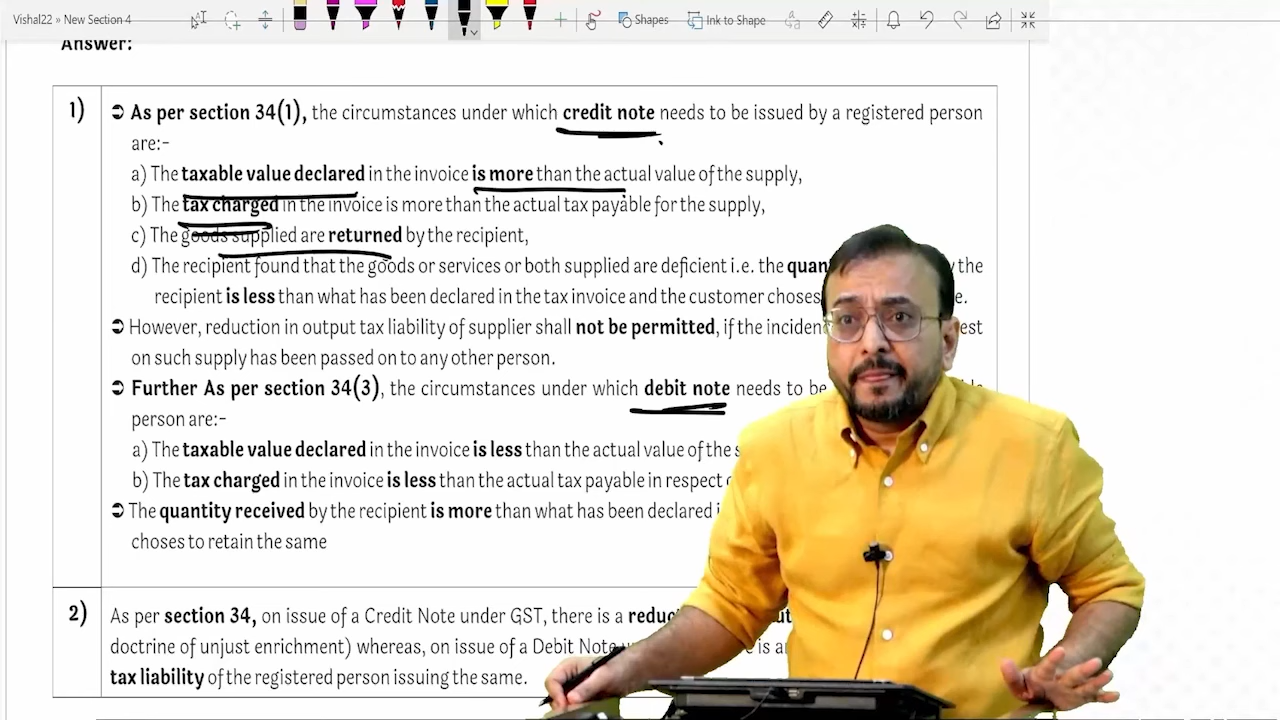 Vishal22 » New Section 4
Shapes
Ink to Shape
Answer:
1)
➲ As per section 34(1), the circumstances under which credit note needs to be issued by a registered person
are:-
a) The taxable value declared in the invoice is more than the actual value of the supply,
b) The tax charged in the invoice is more than the actual tax payable for the supply,
c) The goods supplied are returned by the recipient,
d) The recipient found that the goods or services or both supplied are deficient i.e. the the
recipient is less than what has been declared in the tax invoice and the customer choses
➲ However, reduction in output tax liability of supplier shall not be permitted, if the
on such supply has been passed on to any other person.
➲ Further As per section 34(3), the circumstances under which debit note needs to be
person are:-
a) The taxable value declared in the invoice is less than the actual value of the
b) The tax charged in the invoice is less than the actual tax payable in respect
➲ The quantity received by the recipient is more than what has been declared
choses to retain the same
2)
As per section 34, on issue of a Credit Note under GST, there is a
doctrine of unjust enrichment) whereas, on issue of a Debit Note is
tax liability of the registered person issuing the same.